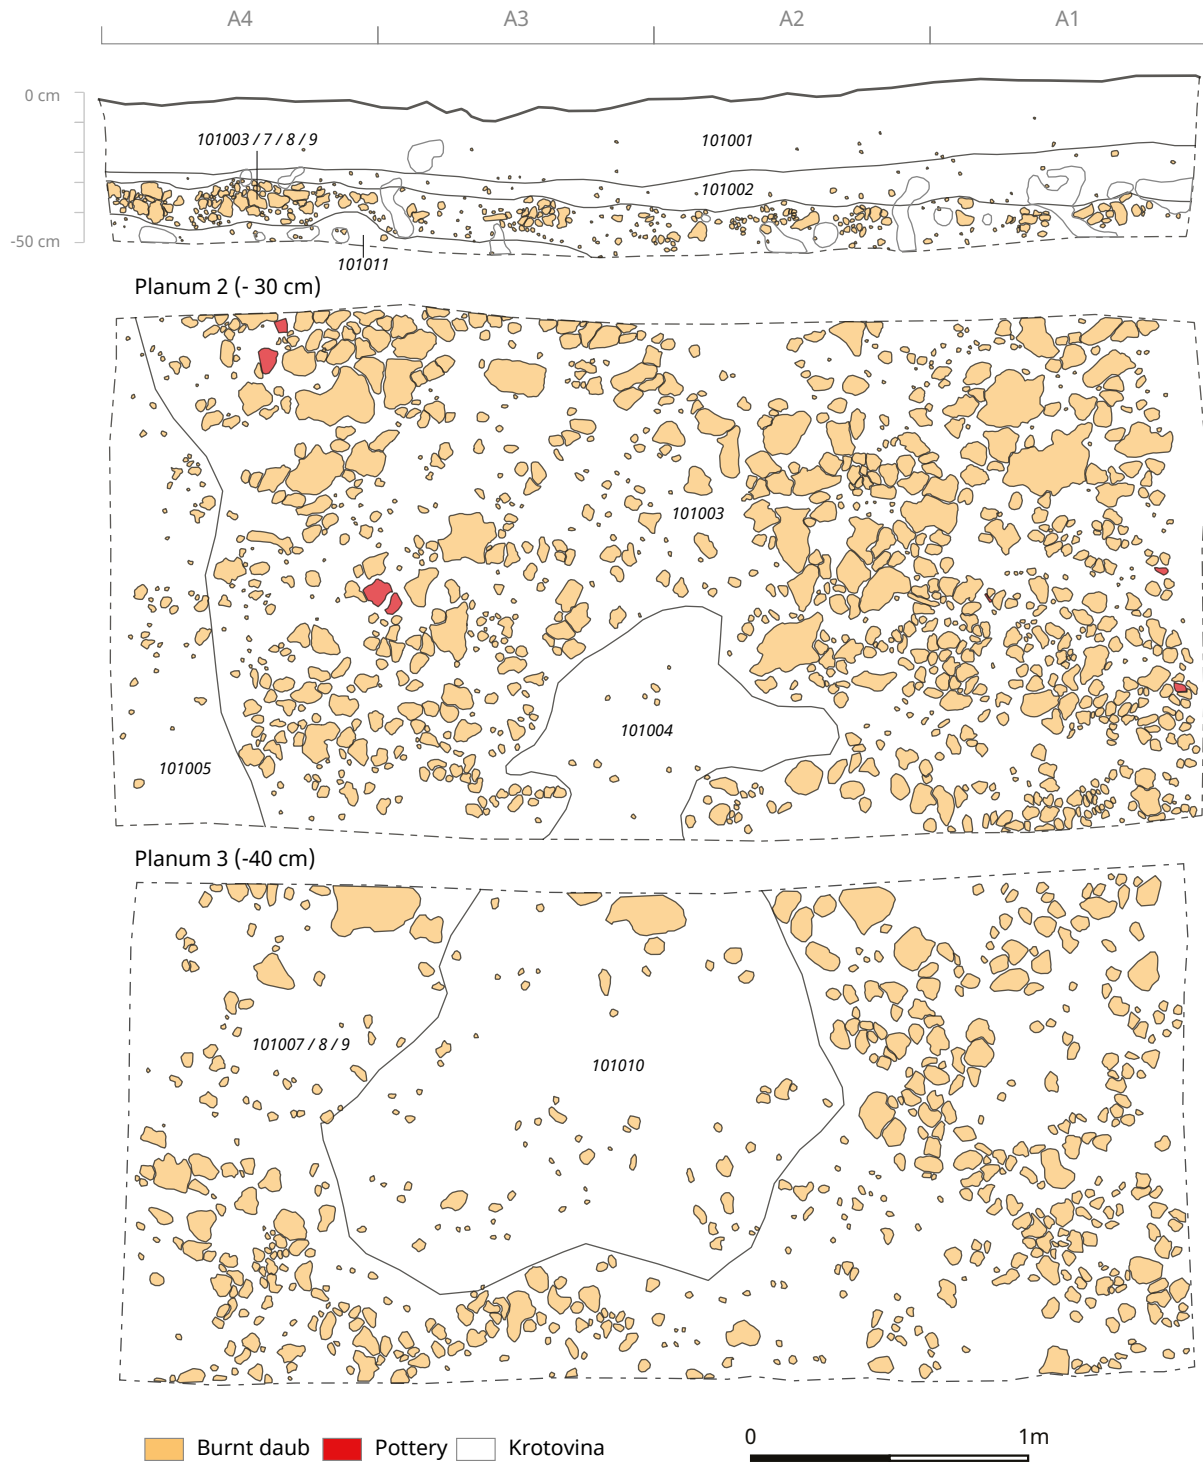 A4 A3 A2 A1
0 cm
101003 / 7 / 8 / 9
101001
101002
-50 cm
101011
Planum 2 (- 30 cm)
101003
101004
101005
Planum 3 (-40 cm)
101007 / 8 / 9
101010
Burnt daub Pottery Krotovina
0 1m